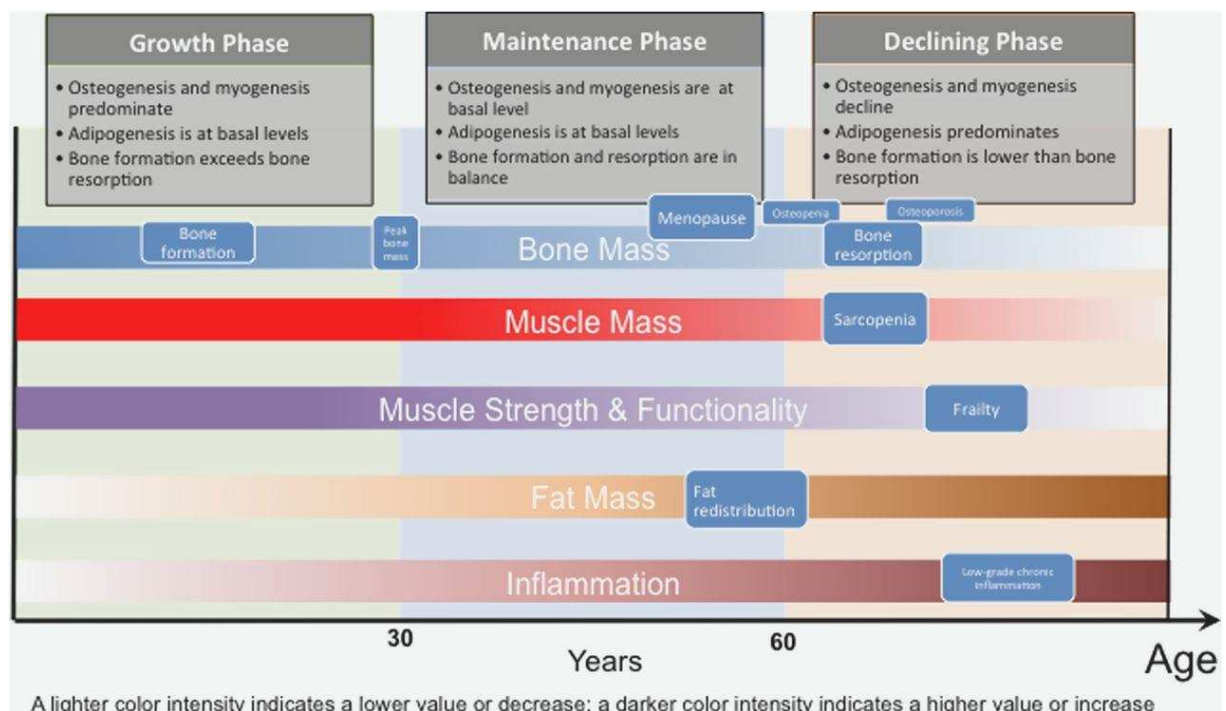 Growth Phase
• Osteogenesis and myogenesis
predominate
• Adipogenesis is at basal levels
• Bone formation exceeds bone
resorption
Maintenance Phase
• Osteogenesis and myogenesis are at
basal level
• Adipogenesis is at basal levels
• Bone formation and resorption are in
balance
Declining Phase
• Osteogenesis and myogenesis
decline
• Adipogenesis predominates
• Bone formation is lower than bone
resorption
Menopause
Osteopenia
Osteoporosis
Bone
formation
Peak
bone
mass
Bone Mass
Bone
resorption
Muscle Mass
Sarcopenia
Muscle Strength & Functionality
Frailty
Fat Mass
Fat
redistribution
Inflammation
Low-grade chronic
inflammation
30
60
Years
Age
A lighter color intensity indicates a lower value or decrease; a darker color intensity indicates a higher value or increase